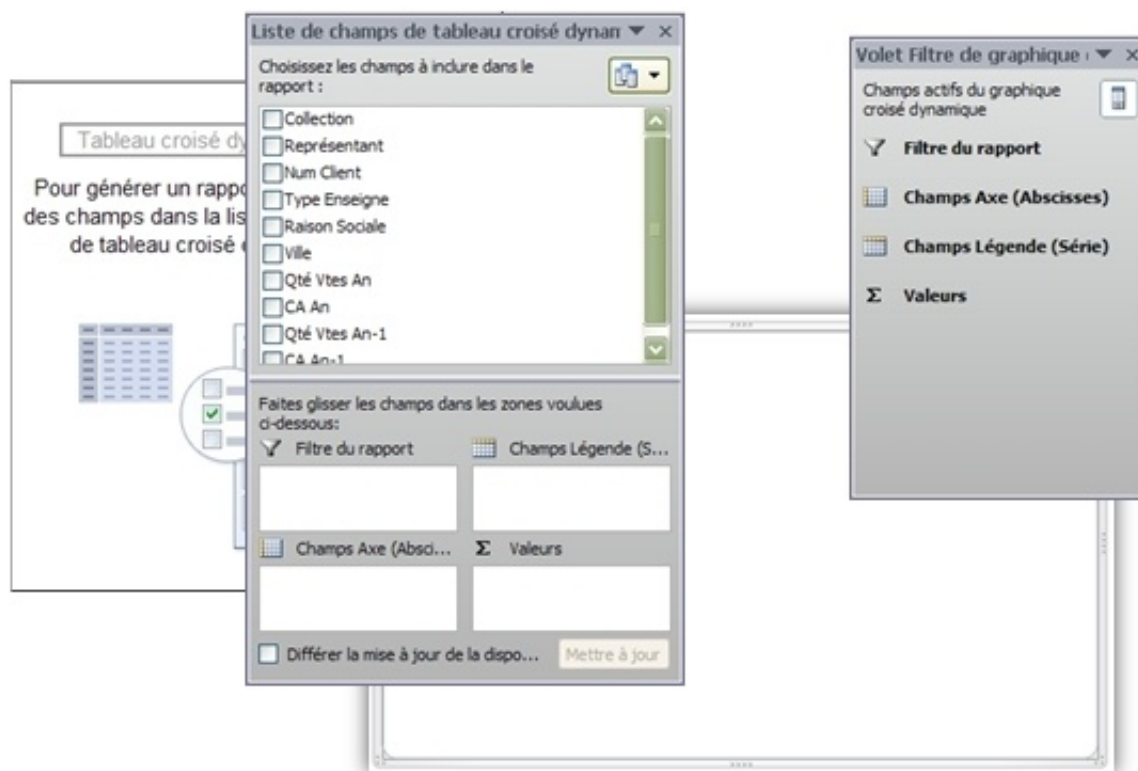 Liste de champs de tableau croisé dynam
Choisissez les champs à inclure dans le
rapport :
Collection
Représentant
Num Client
Type Enseigne
Raison Sociale
Ville
Qté Vtes An
CA An
Qté Vtes An-1
CA An-1
Faites glisser les champs dans les zones voulues
ci-dessous:
Filtre du rapport
Champs Légende (S...
Champs Axe (Absci...
Σ Valeurs
Différer la mise à jour de la dispo...
Mettre à jour
Tableau croisé dy
Pour générer un rappo
des champs dans la lis
de tableau croisé
Volet Filtre de graphique
Champs actifs du graphique
croisé dynamique
Filtre du rapport
Champs Axe (Abscisses)
Champs Légende (Série)
Σ Valeurs